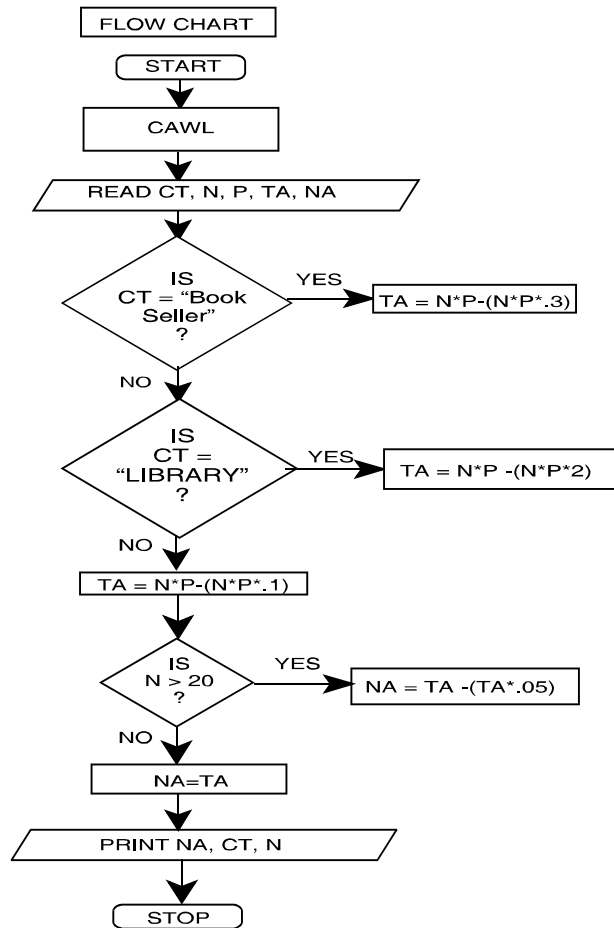 FLOW CHART
START
CAWL
READ CT, N, P, TA, NA
IS
CT = “Book
Seller”
?
YES
TA = N*P-(N*P*.3)
NO
IS
CT =
“LIBRARY”
?
YES
TA = N*P -(N*P*2)
NO
TA = N*P-(N*P*.1)
IS
N > 20
?
YES
NA = TA -(TA*.05)
NO
NA=TA
PRINT NA, CT, N
STOP